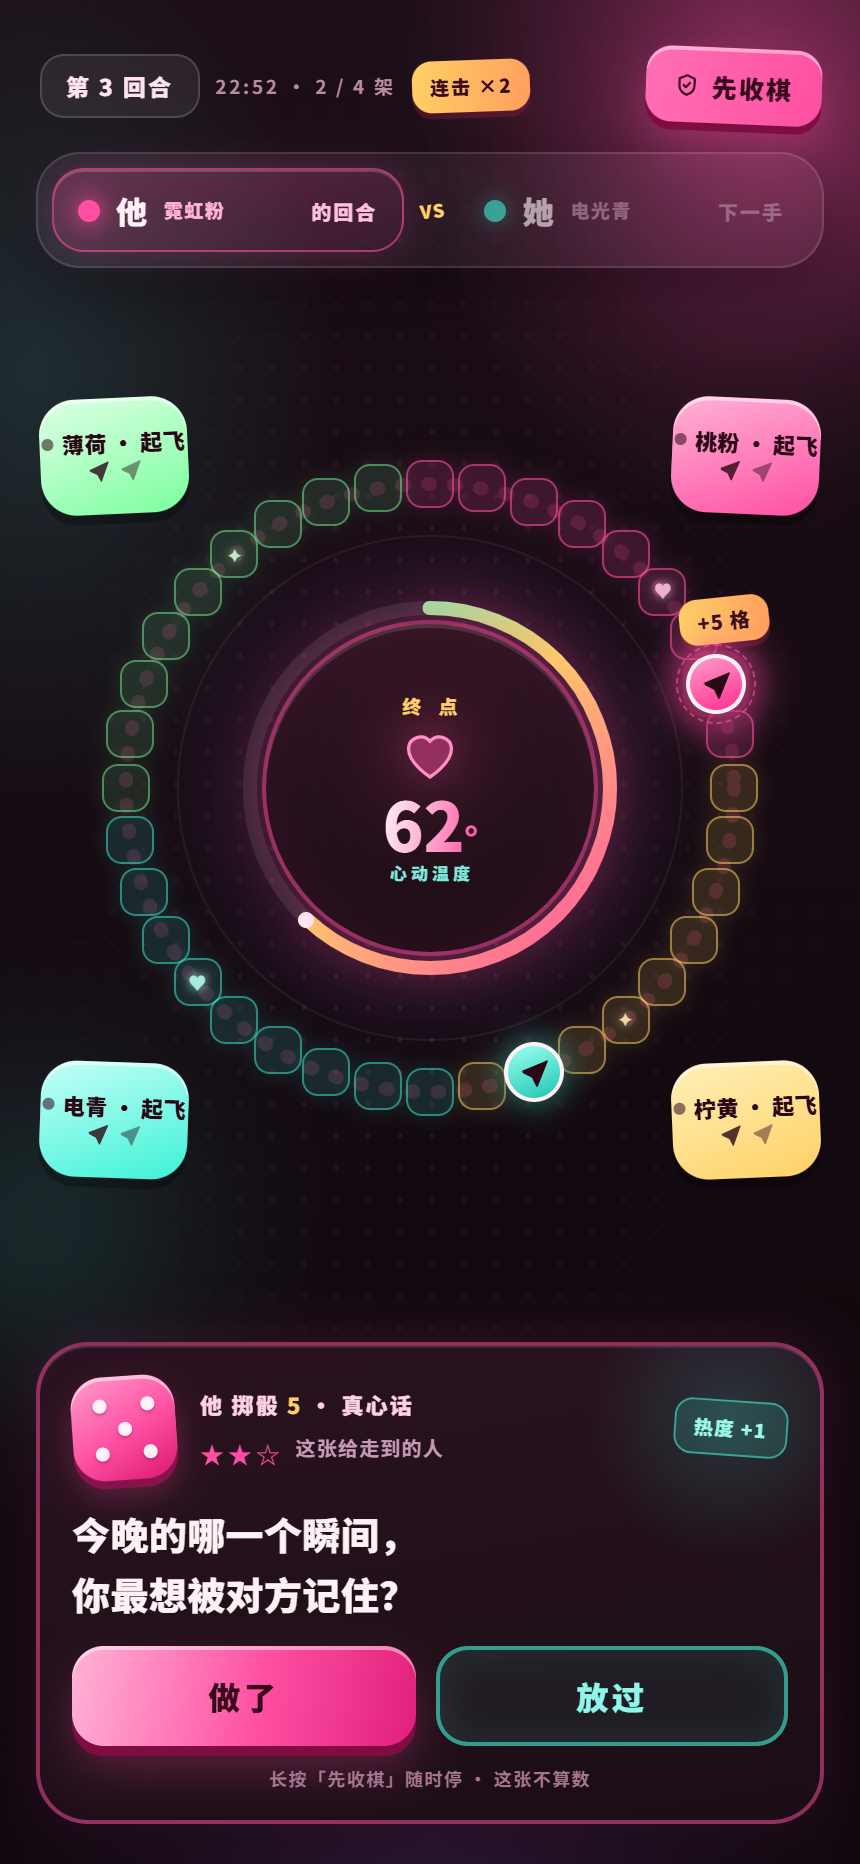 第 3 回合
22:52 · 2 / 4 架
连击 ×2
先收棋
他 霓虹粉 的回合
VS
她 电光青 下一手
薄荷 · 起飞
桃粉 · 起飞
+5 格
终 点
62°
心动温度
电青 · 起飞
柠黄 · 起飞
他 掷骰 5 · 真心话
★★☆ 这张给走到的人
热度 +1
今晚的哪一个瞬间，
你最想被对方记住？
做了
放过
长按「先收棋」随时停 · 这张不算数